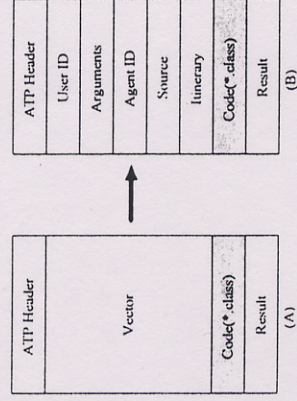 ATP Header
Vector
Code(*.class)
Result
(A)
ATP Header
User ID
Arguments
Agent ID
Source
Itinerary
Code(*.class)
Result
(B)